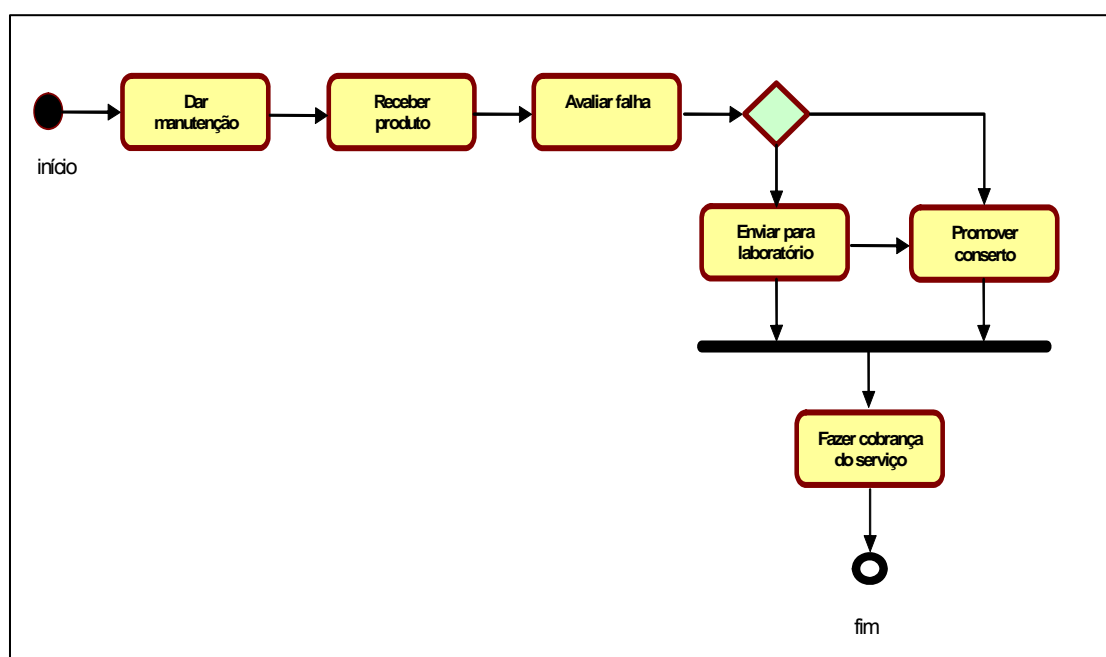 Dar
manutenção
Receber
produto
Avaliar falha
início
Enviar para
laboratório
Promover
conserto
Fazer cobrança
do serviço
fim